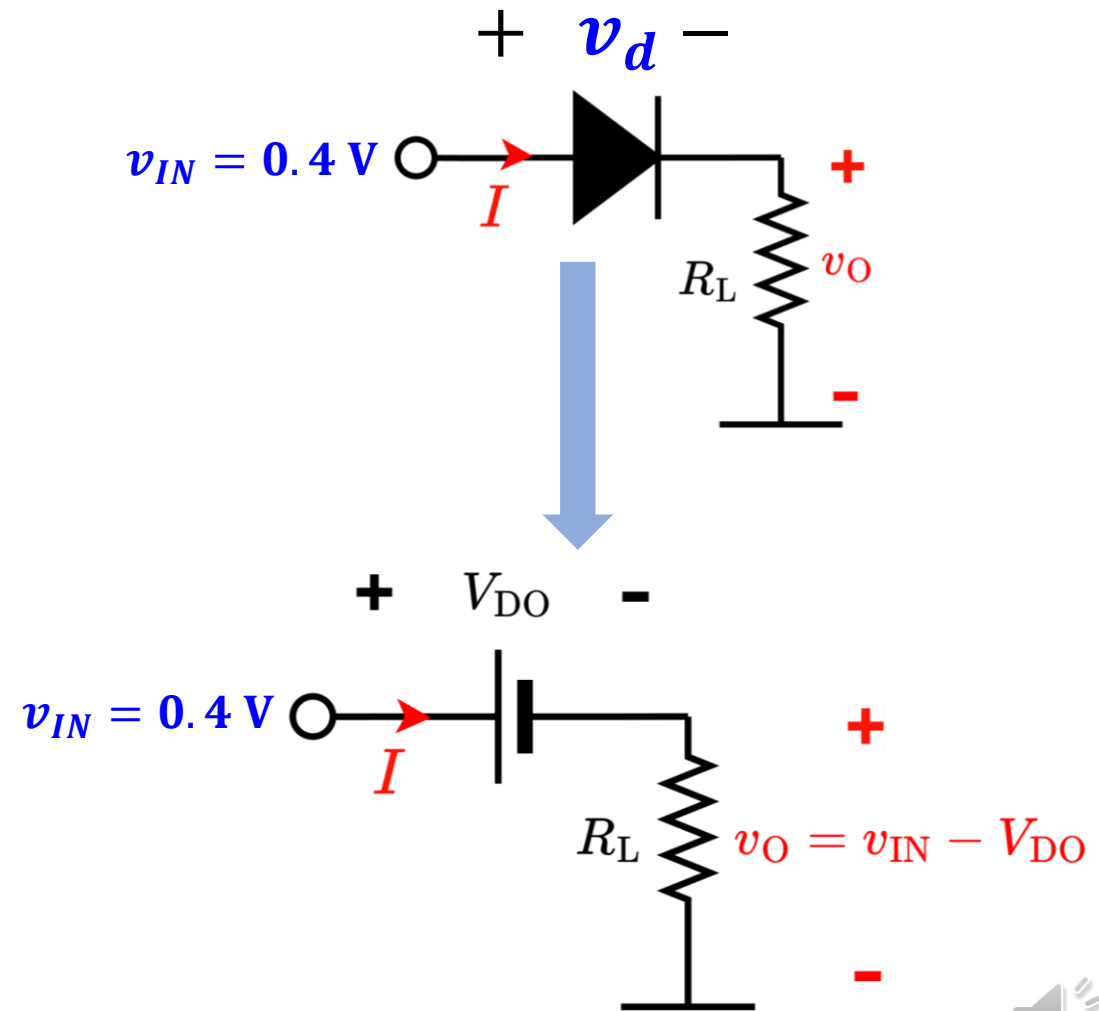 + v_d −
v_IN = 0.4 V
I
+
R_L
v_O
-
+ V_DO -
v_IN = 0.4 V
I
+
R_L
v_O = v_IN − V_DO
-